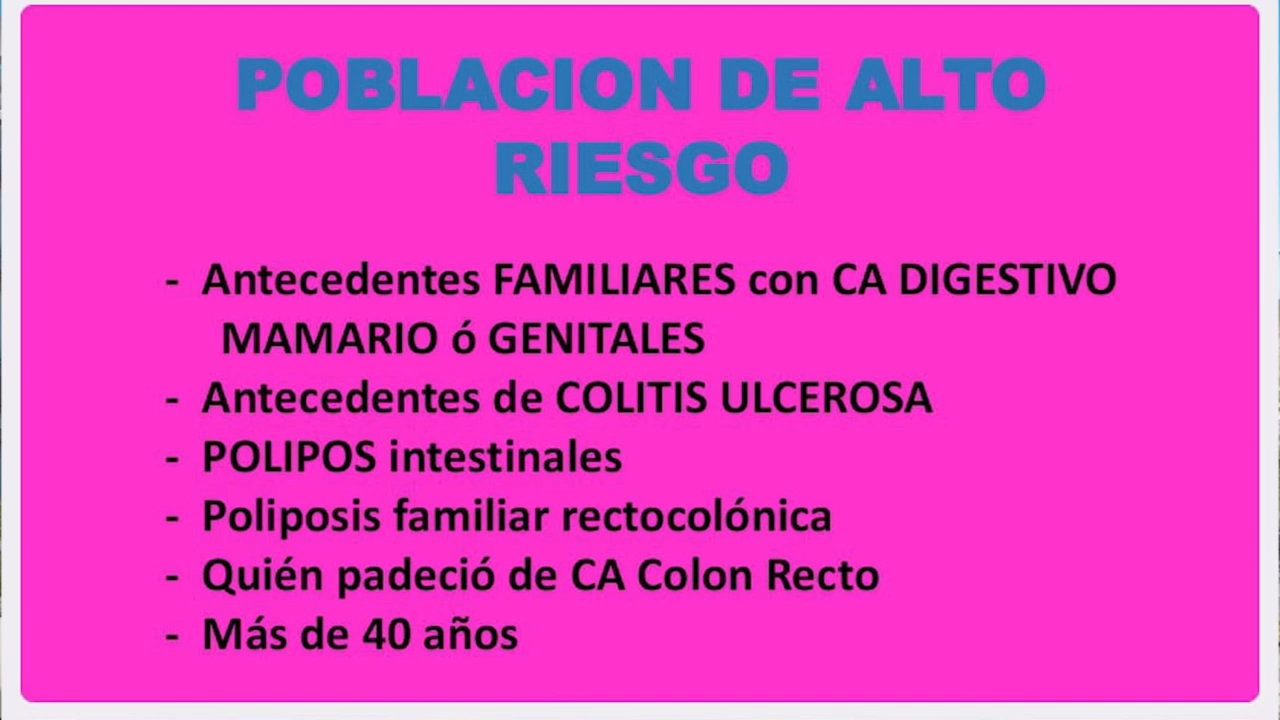 POBLACION DE ALTO
RIESGO
- Antecedentes FAMILIARES con CA DIGESTIVO
MAMARIO ó GENITALES
- Antecedentes de COLITIS ULCEROSA
- POLIPOS intestinales
- Poliposis familiar rectocolónica
- Quién padeció de CA Colon Recto
- Más de 40 años